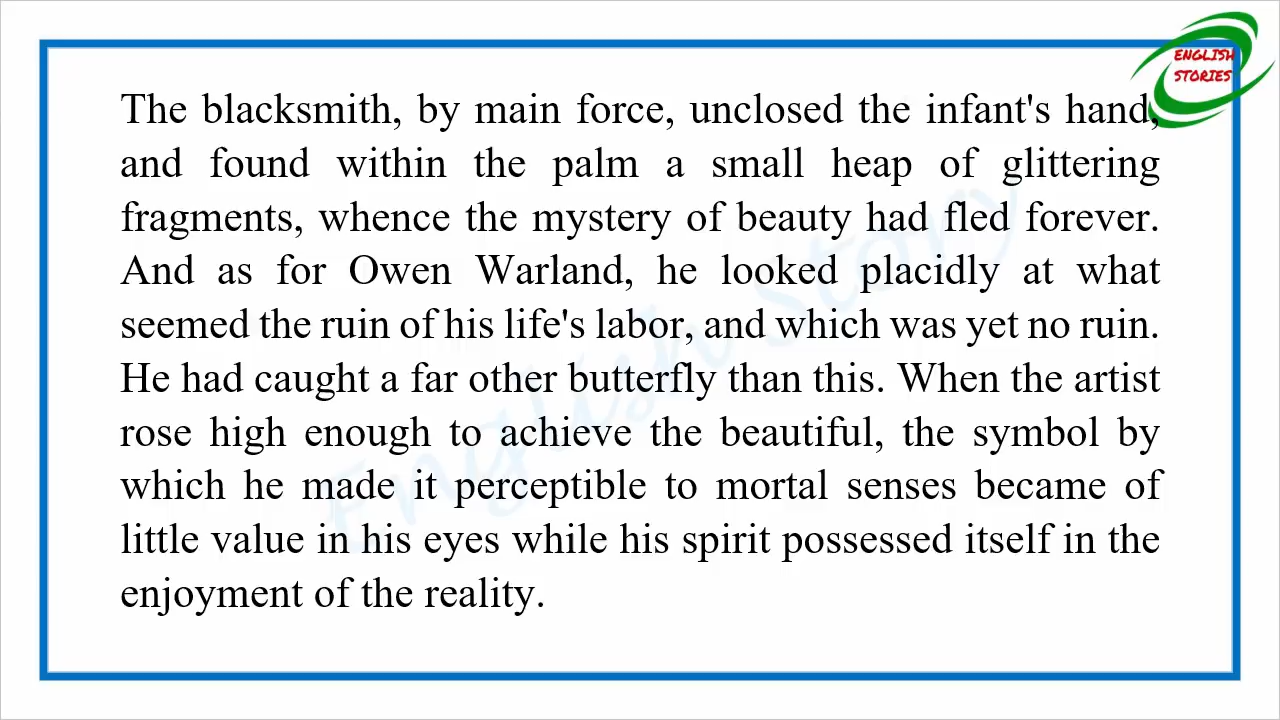 ENGLISH
STORIES
The blacksmith, by main force, unclosed the infant's hand,
and found within the palm a small heap of glittering
fragments, whence the mystery of beauty had fled forever.
And as for Owen Warland, he looked placidly at what
seemed the ruin of his life's labor, and which was yet no ruin.
He had caught a far other butterfly than this. When the artist
rose high enough to achieve the beautiful, the symbol by
which he made it perceptible to mortal senses became of
little value in his eyes while his spirit possessed itself in the
enjoyment of the reality.
English Story